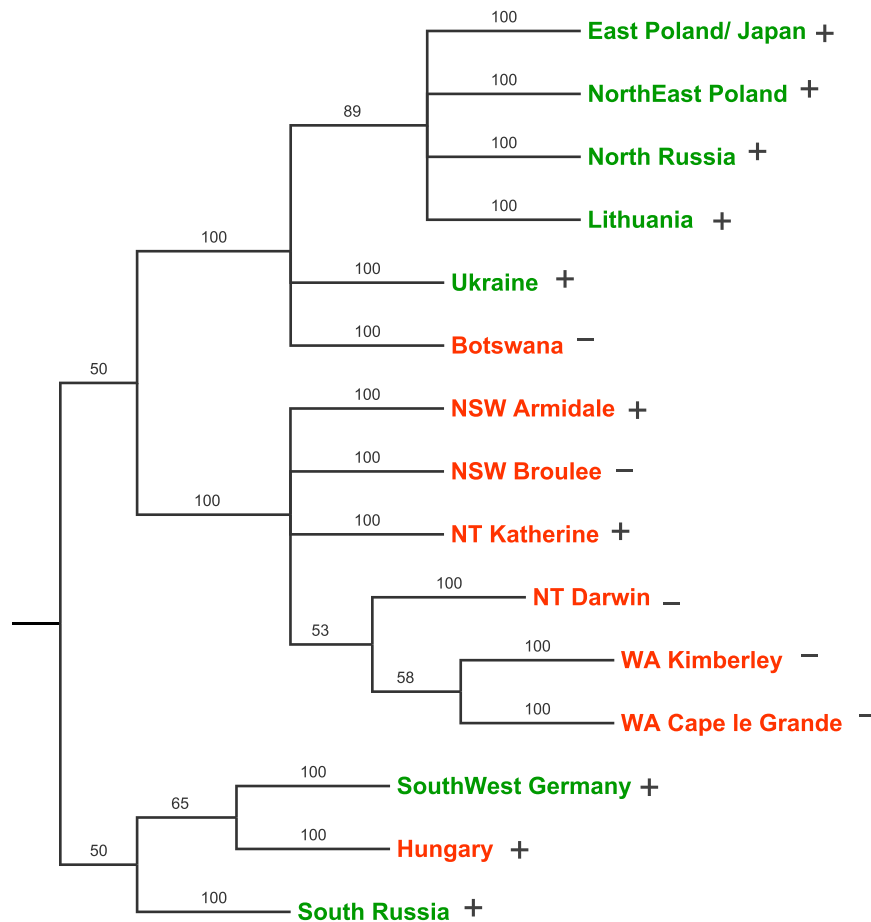 100
East Poland/ Japan +
100
NorthEast Poland +
89
100
North Russia +
100
Lithuania +
100
100
Ukraine +
100
Botswana –
50
100
NSW Armidale +
100
NSW Broulee –
100
100
NT Katherine +
100
NT Darwin –
53
100
WA Kimberley –
58
100
WA Cape le Grande –
100
SouthWest Germany +
65
100
Hungary +
50
100
South Russia +